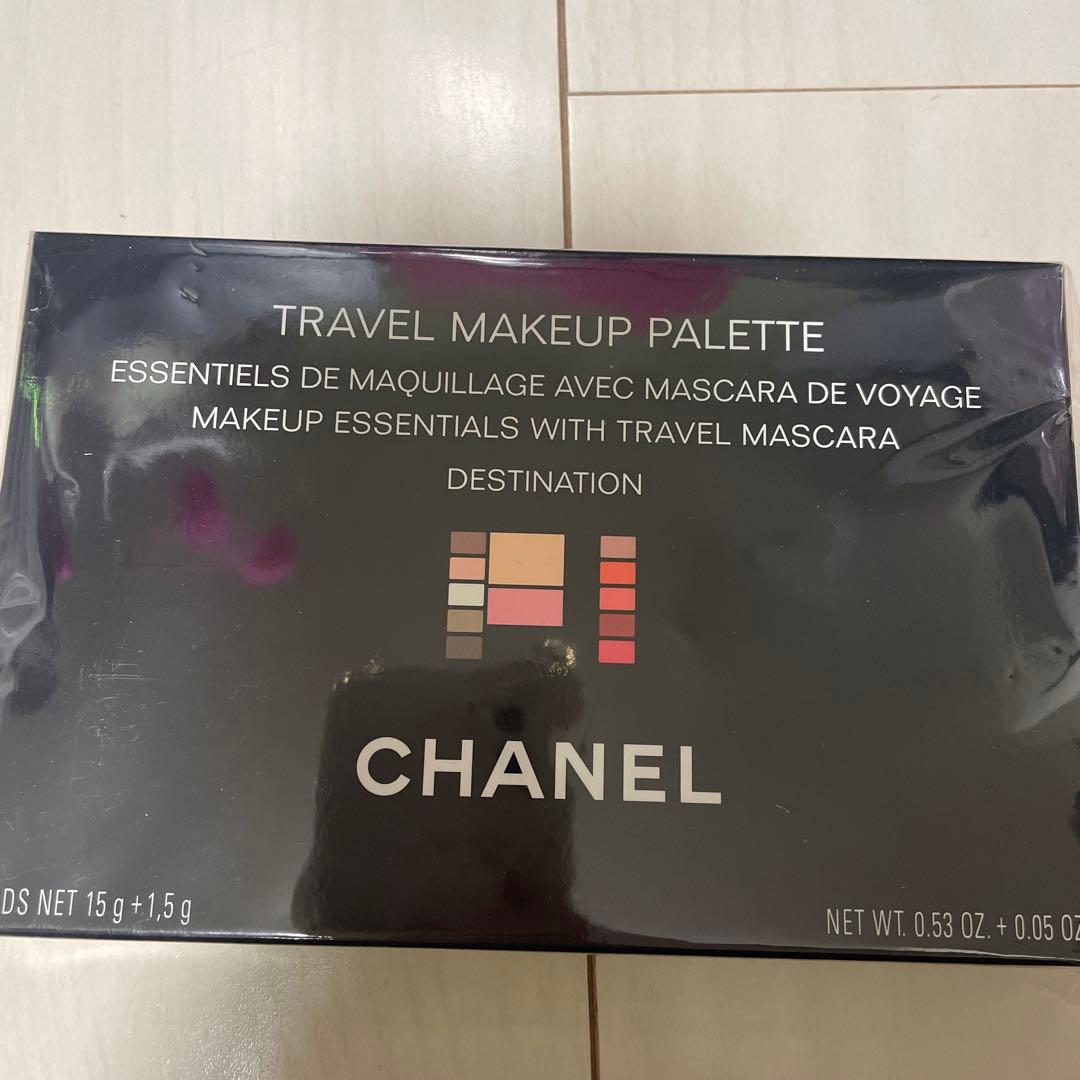 TRAVEL MAKEUP PALETTE
ESSENTIELS DE MAQUILLAGE AVEC MASCARA DE VOYAGE
MAKEUP ESSENTIALS WITH TRAVEL MASCARA
DESTINATION
CHANEL
DS NET 15 g + 1,5 g
NET WT. 0.53 OZ. + 0.05 OZ